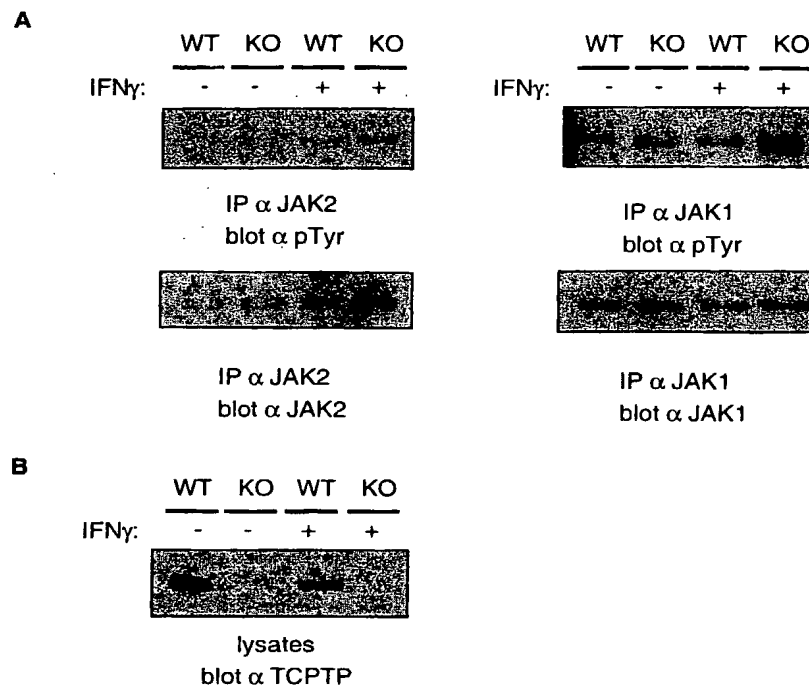 A
WT KO WT KO
IFNγ: - - + +
IP α JAK2
blot α pTyr
IP α JAK2
blot α JAK2
WT KO WT KO
- - + +
IP α JAK1
blot α pTyr
IP α JAK1
blot α JAK1
B
WT KO WT KO
IFNγ: - - + +
lysates
blot α TCPTP